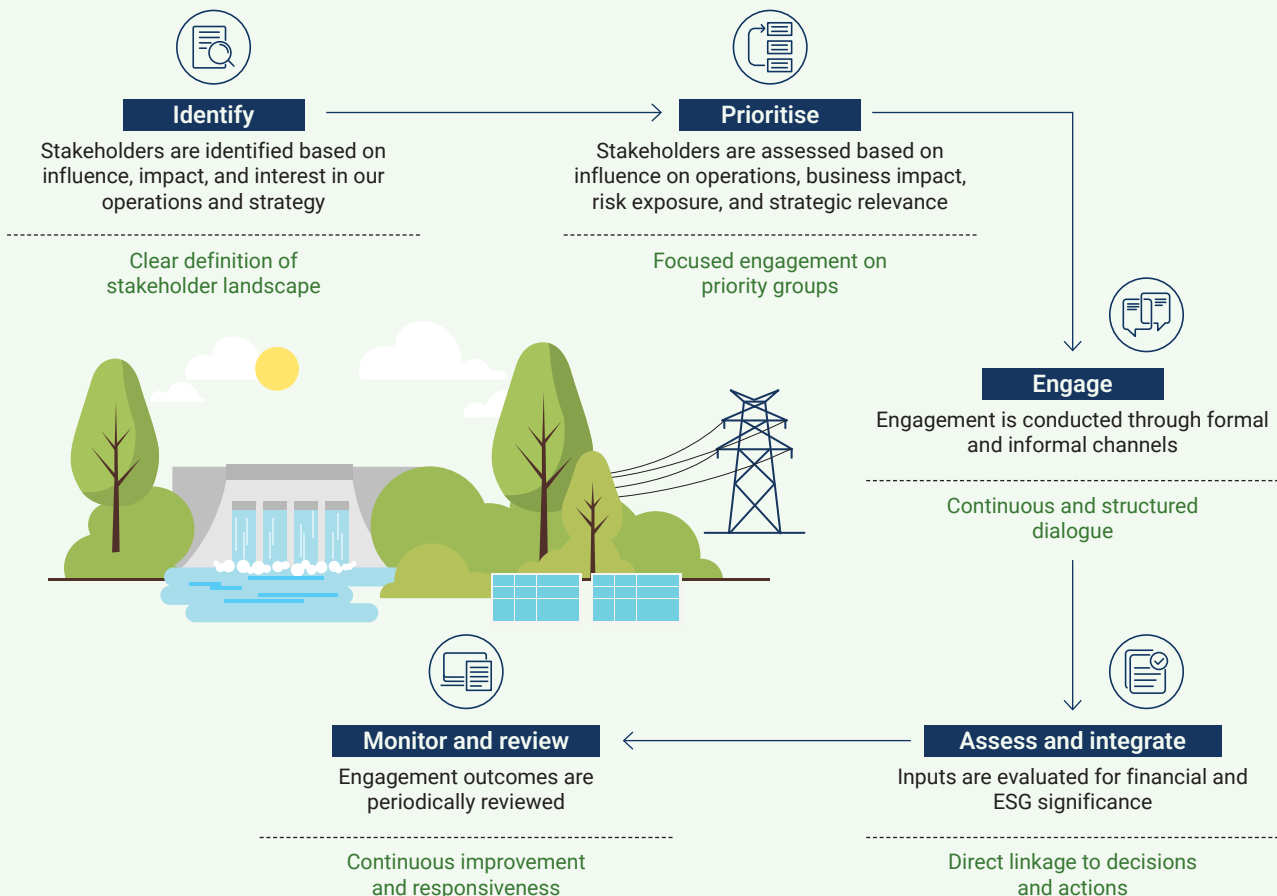 Identify
Stakeholders are identified based on
influence, impact, and interest in our
operations and strategy
Clear definition of
stakeholder landscape
Prioritise
Stakeholders are assessed based on
influence on operations, business impact,
risk exposure, and strategic relevance
Focused engagement on
priority groups
Engage
Engagement is conducted through formal
and informal channels
Continuous and structured
dialogue
Assess and integrate
Inputs are evaluated for financial and
ESG significance
Direct linkage to decisions
and actions
Monitor and review
Engagement outcomes are
periodically reviewed
Continuous improvement
and responsiveness